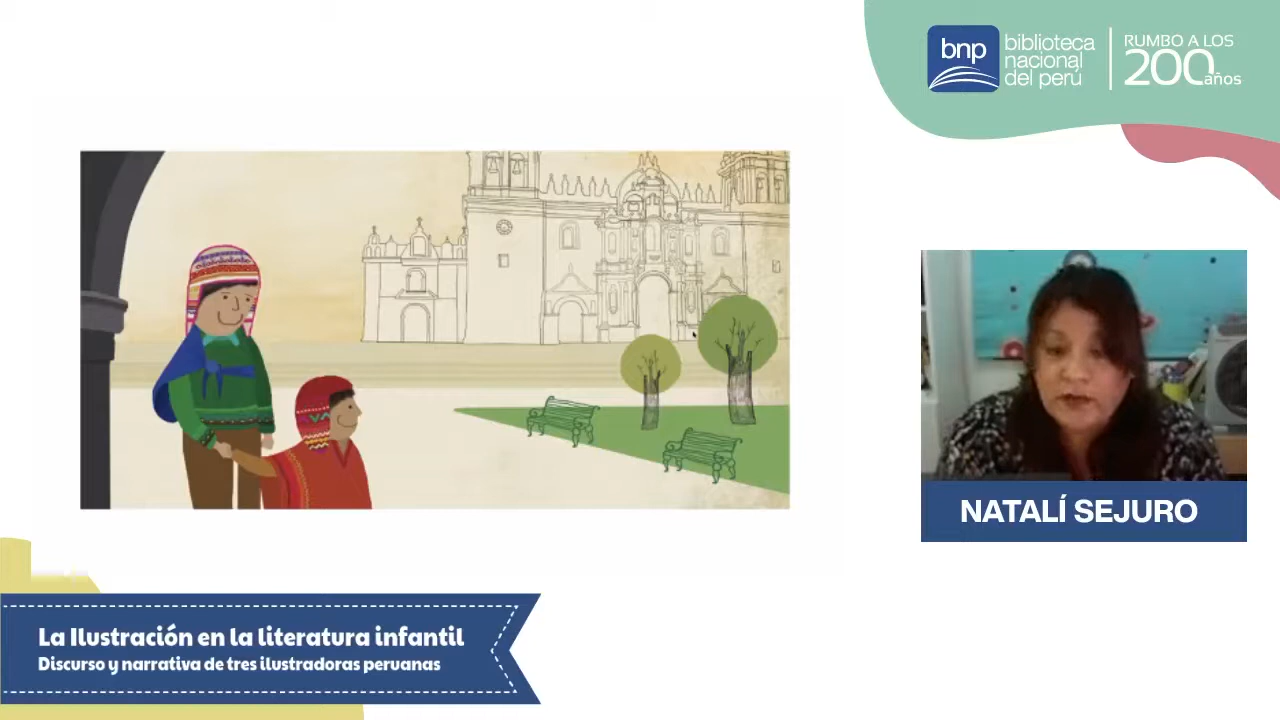 bnp
biblioteca
nacional
del perú
RUMBO A LOS
200 años
NATALÍ SEJURO
La Ilustración en la literatura infantil
Discurso y narrativa de tres ilustradoras peruanas